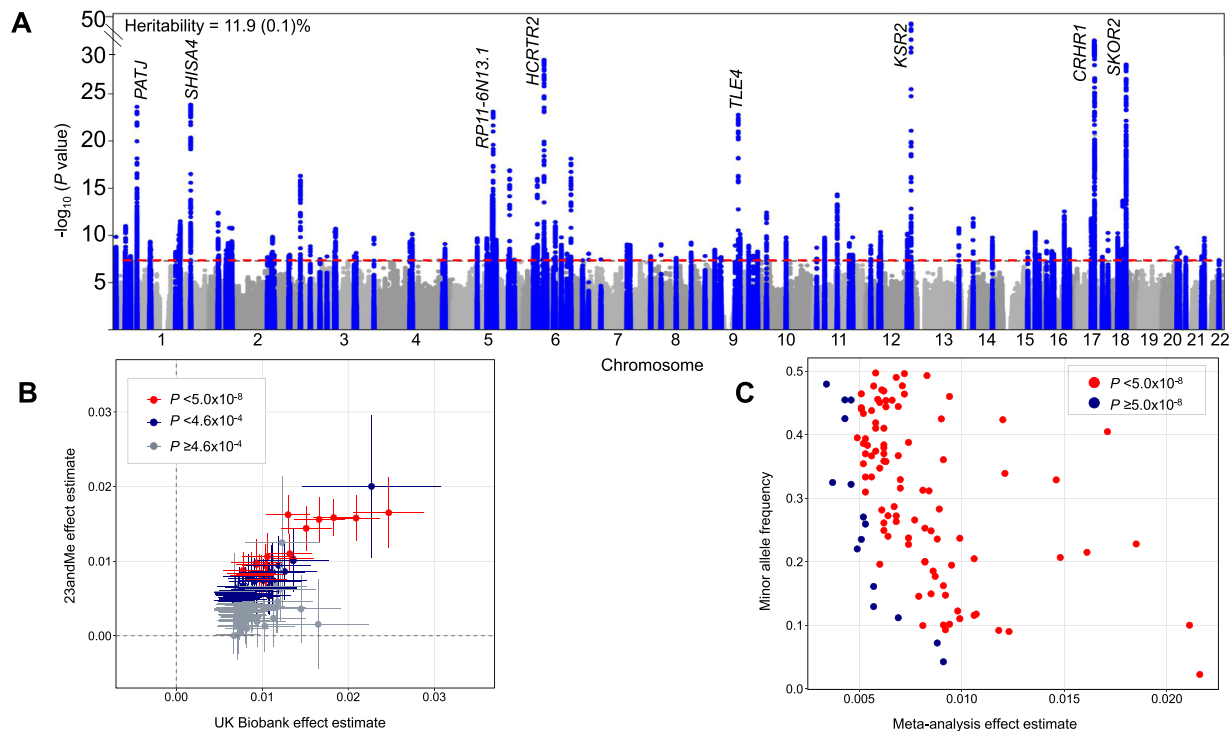 A
Heritability = 11.9 (0.1)%
50
30
25
20
15
10
5
-log10 (P value)
PATJ
SHISA4
RP11-6N13.1
HCRTR2
TLE4
KSR2
CRHR1
SKOR2
1 2 3 4 5 6 7 8 9 10 11 12 13 14 15 16 17 18 19 20 21 22
Chromosome
B
P <5.0x10-8
P <4.6x10-4
P ≥4.6x10-4
0.03
0.02
0.01
0.00
23andMe effect estimate
0.00 0.01 0.02 0.03
UK Biobank effect estimate
C
P <5.0x10-8
P ≥5.0x10-8
0.5
0.4
0.3
0.2
0.1
0.0
Minor allele frequency
0.005 0.010 0.015 0.020
Meta-analysis effect estimate